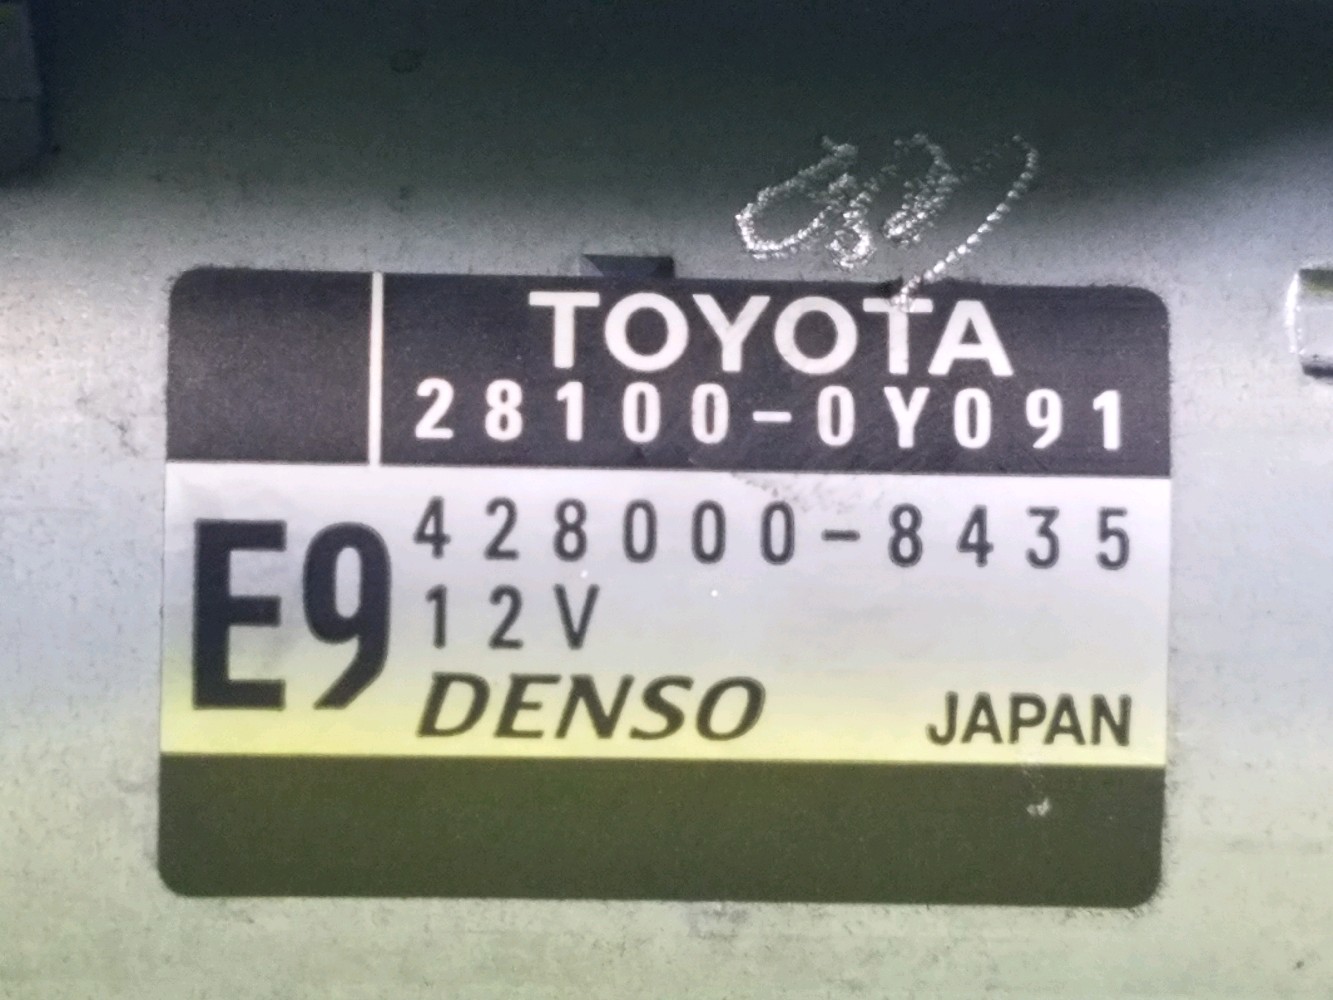 TOYOTA
28100-0Y091
E9
428000-8435
12V
DENSO
JAPAN